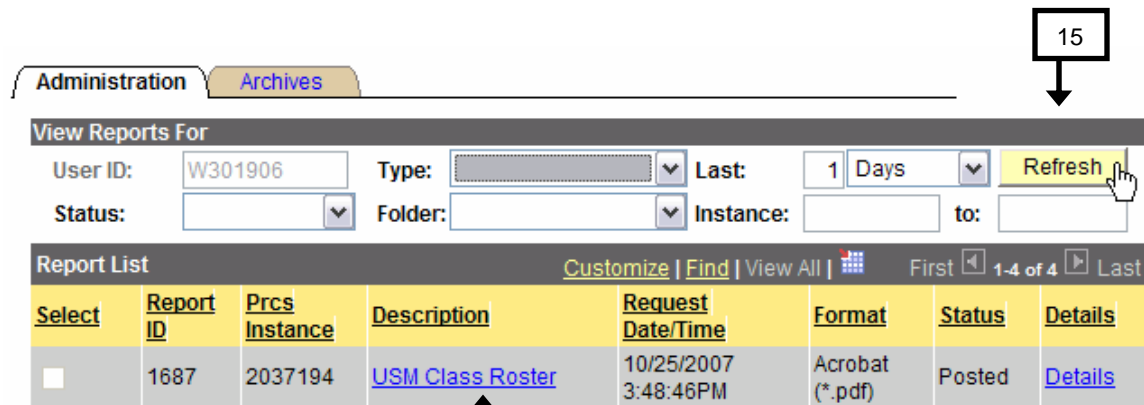 15
Administration Archives
View Reports For
User ID: W301906 Type: Last: 1 Days Refresh
Status: Folder: Instance: to:
Report List Customize | Find | View All | First 1-4 of 4 Last
Select Report ID Prcs Instance Description Request Date/Time Format Status Details
1687 2037194 USM Class Roster 10/25/2007 3:48:46PM Acrobat (*.pdf) Posted Details